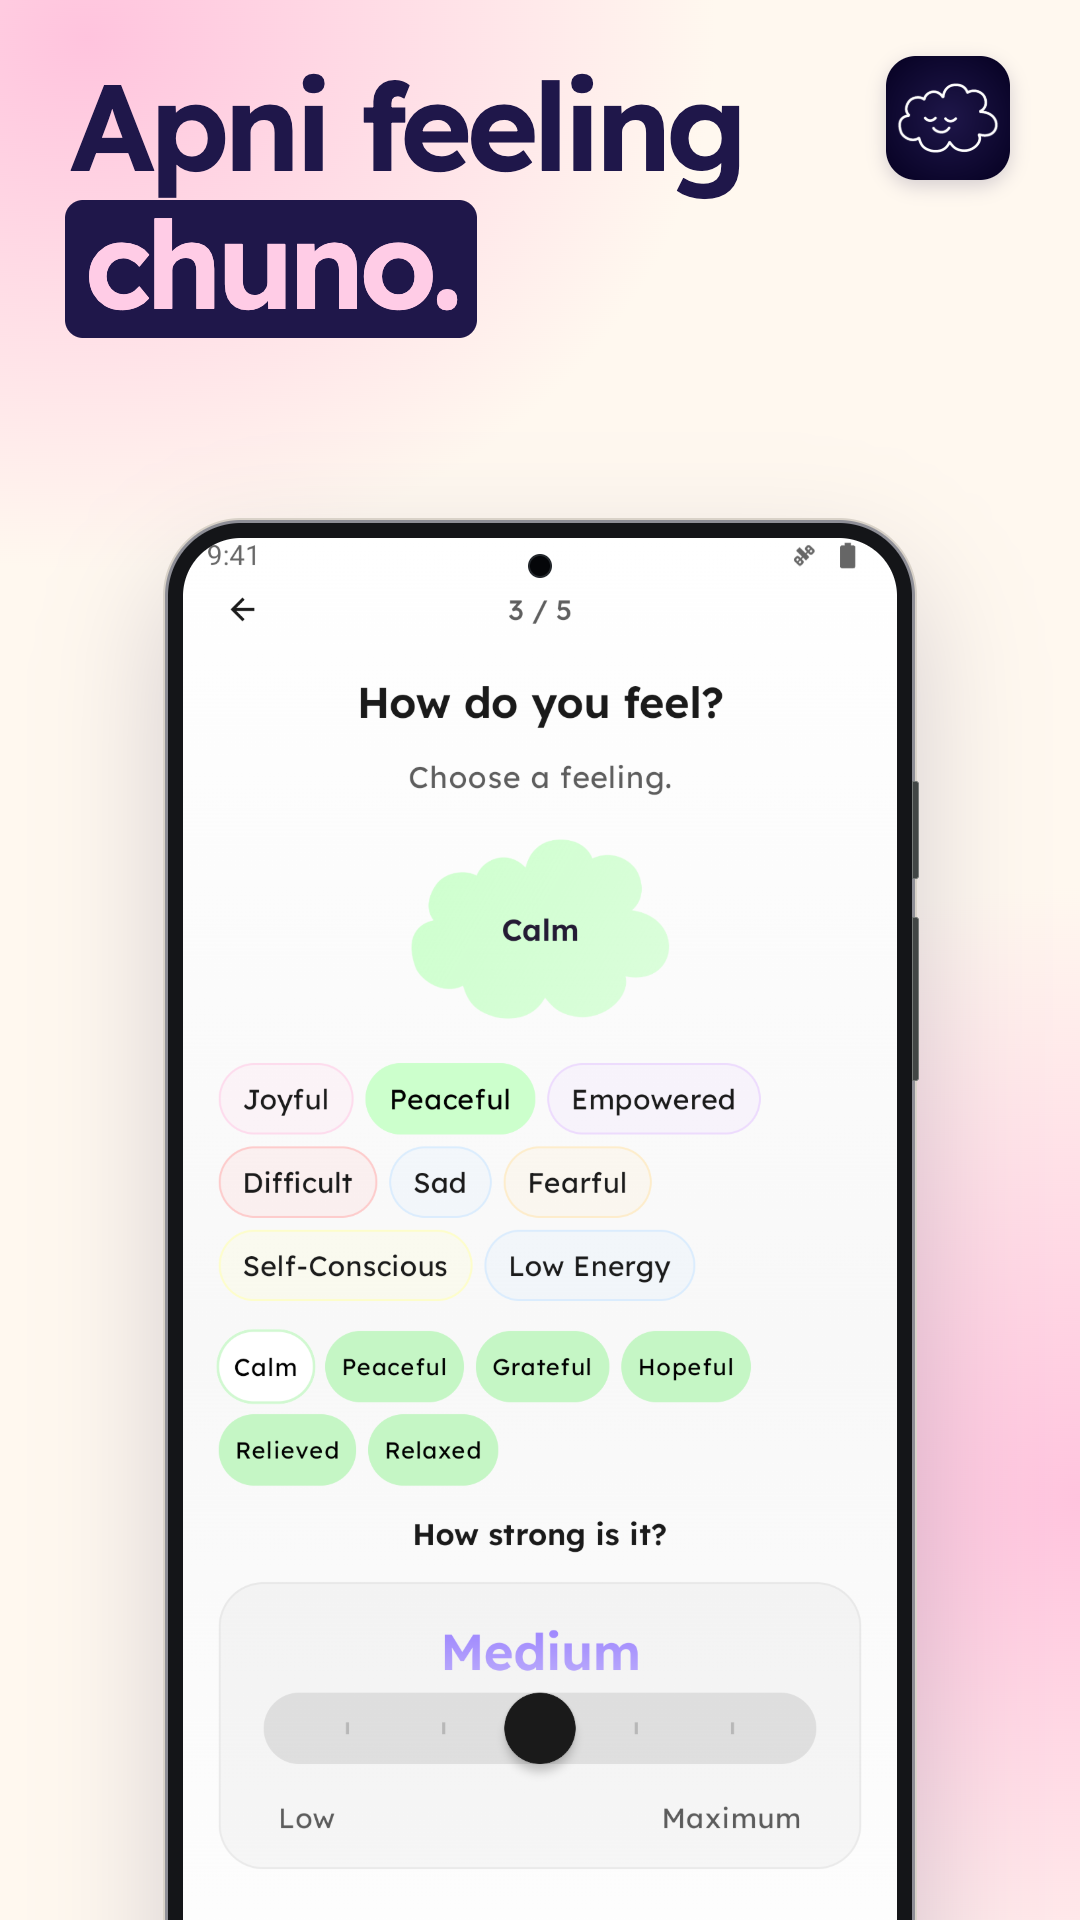 Apni feeling
chuno.
9:41
3 / 5
How do you feel?
Choose a feeling.
Calm
Joyful Peaceful Empowered
Difficult Sad Fearful
Self-Conscious Low Energy
Calm Peaceful Grateful Hopeful
Relieved Relaxed
How strong is it?
Medium
Low Maximum